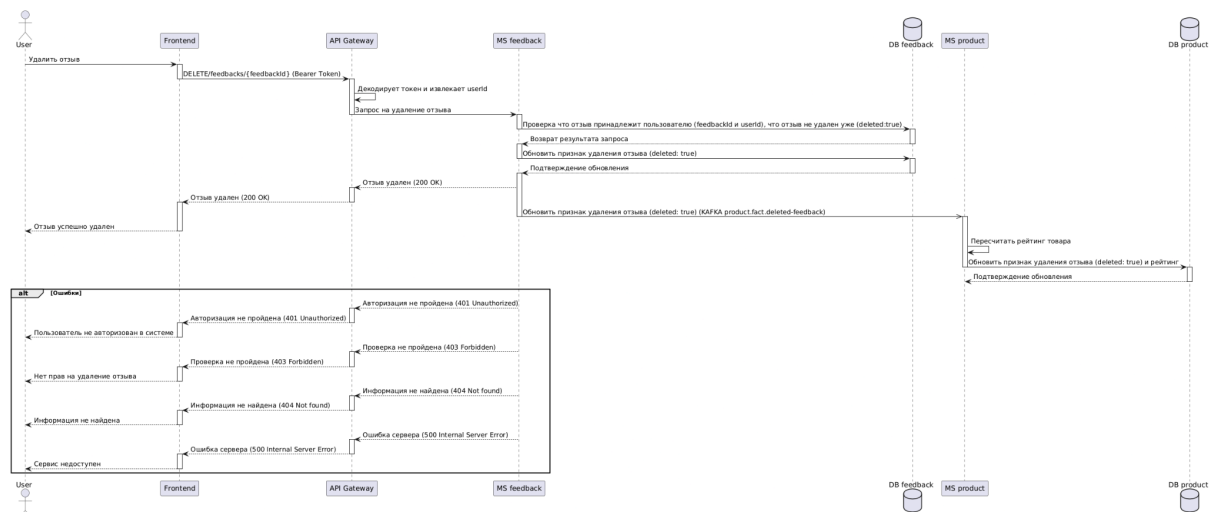 User
Frontend
API Gateway
MS feedback
DB feedback
MS product
DB product
Удалить отзыв
DELETE/feedbacks/{feedbackId} (Bearer Token)
Декодирует токен и извлекает userId
Запрос на удаление отзыва
Проверка что отзыв принадлежит пользователю (feedbackId и userId), что отзыв не удален уже (deleted:true)
Возврат результата запроса
Обновить признак удаления отзыва (deleted: true)
Подтверждение обновления
Отзыв удален (200 OK)
Отзыв удален (200 OK)
Обновить признак удаления отзыва (deleted: true) (KAFKA product.fact.deleted-feedback)
Отзыв успешно удален
Пересчитать рейтинг товара
Обновить признак удаления отзыва (deleted: true) и рейтинг
Подтверждение обновления
alt [Ошибки]
Авторизация не пройдена (401 Unauthorized)
Авторизация не пройдена (401 Unauthorized)
Пользователь не авторизован в системе
Проверка не пройдена (403 Forbidden)
Проверка не пройдена (403 Forbidden)
Нет прав на удаление отзыва
Информация не найдена (404 Not found)
Информация не найдена (404 Not found)
Информация не найдена
Ошибка сервера (500 Internal Server Error)
Ошибка сервера (500 Internal Server Error)
Сервис недоступен
User
Frontend
API Gateway
MS feedback
DB feedback
MS product
DB product